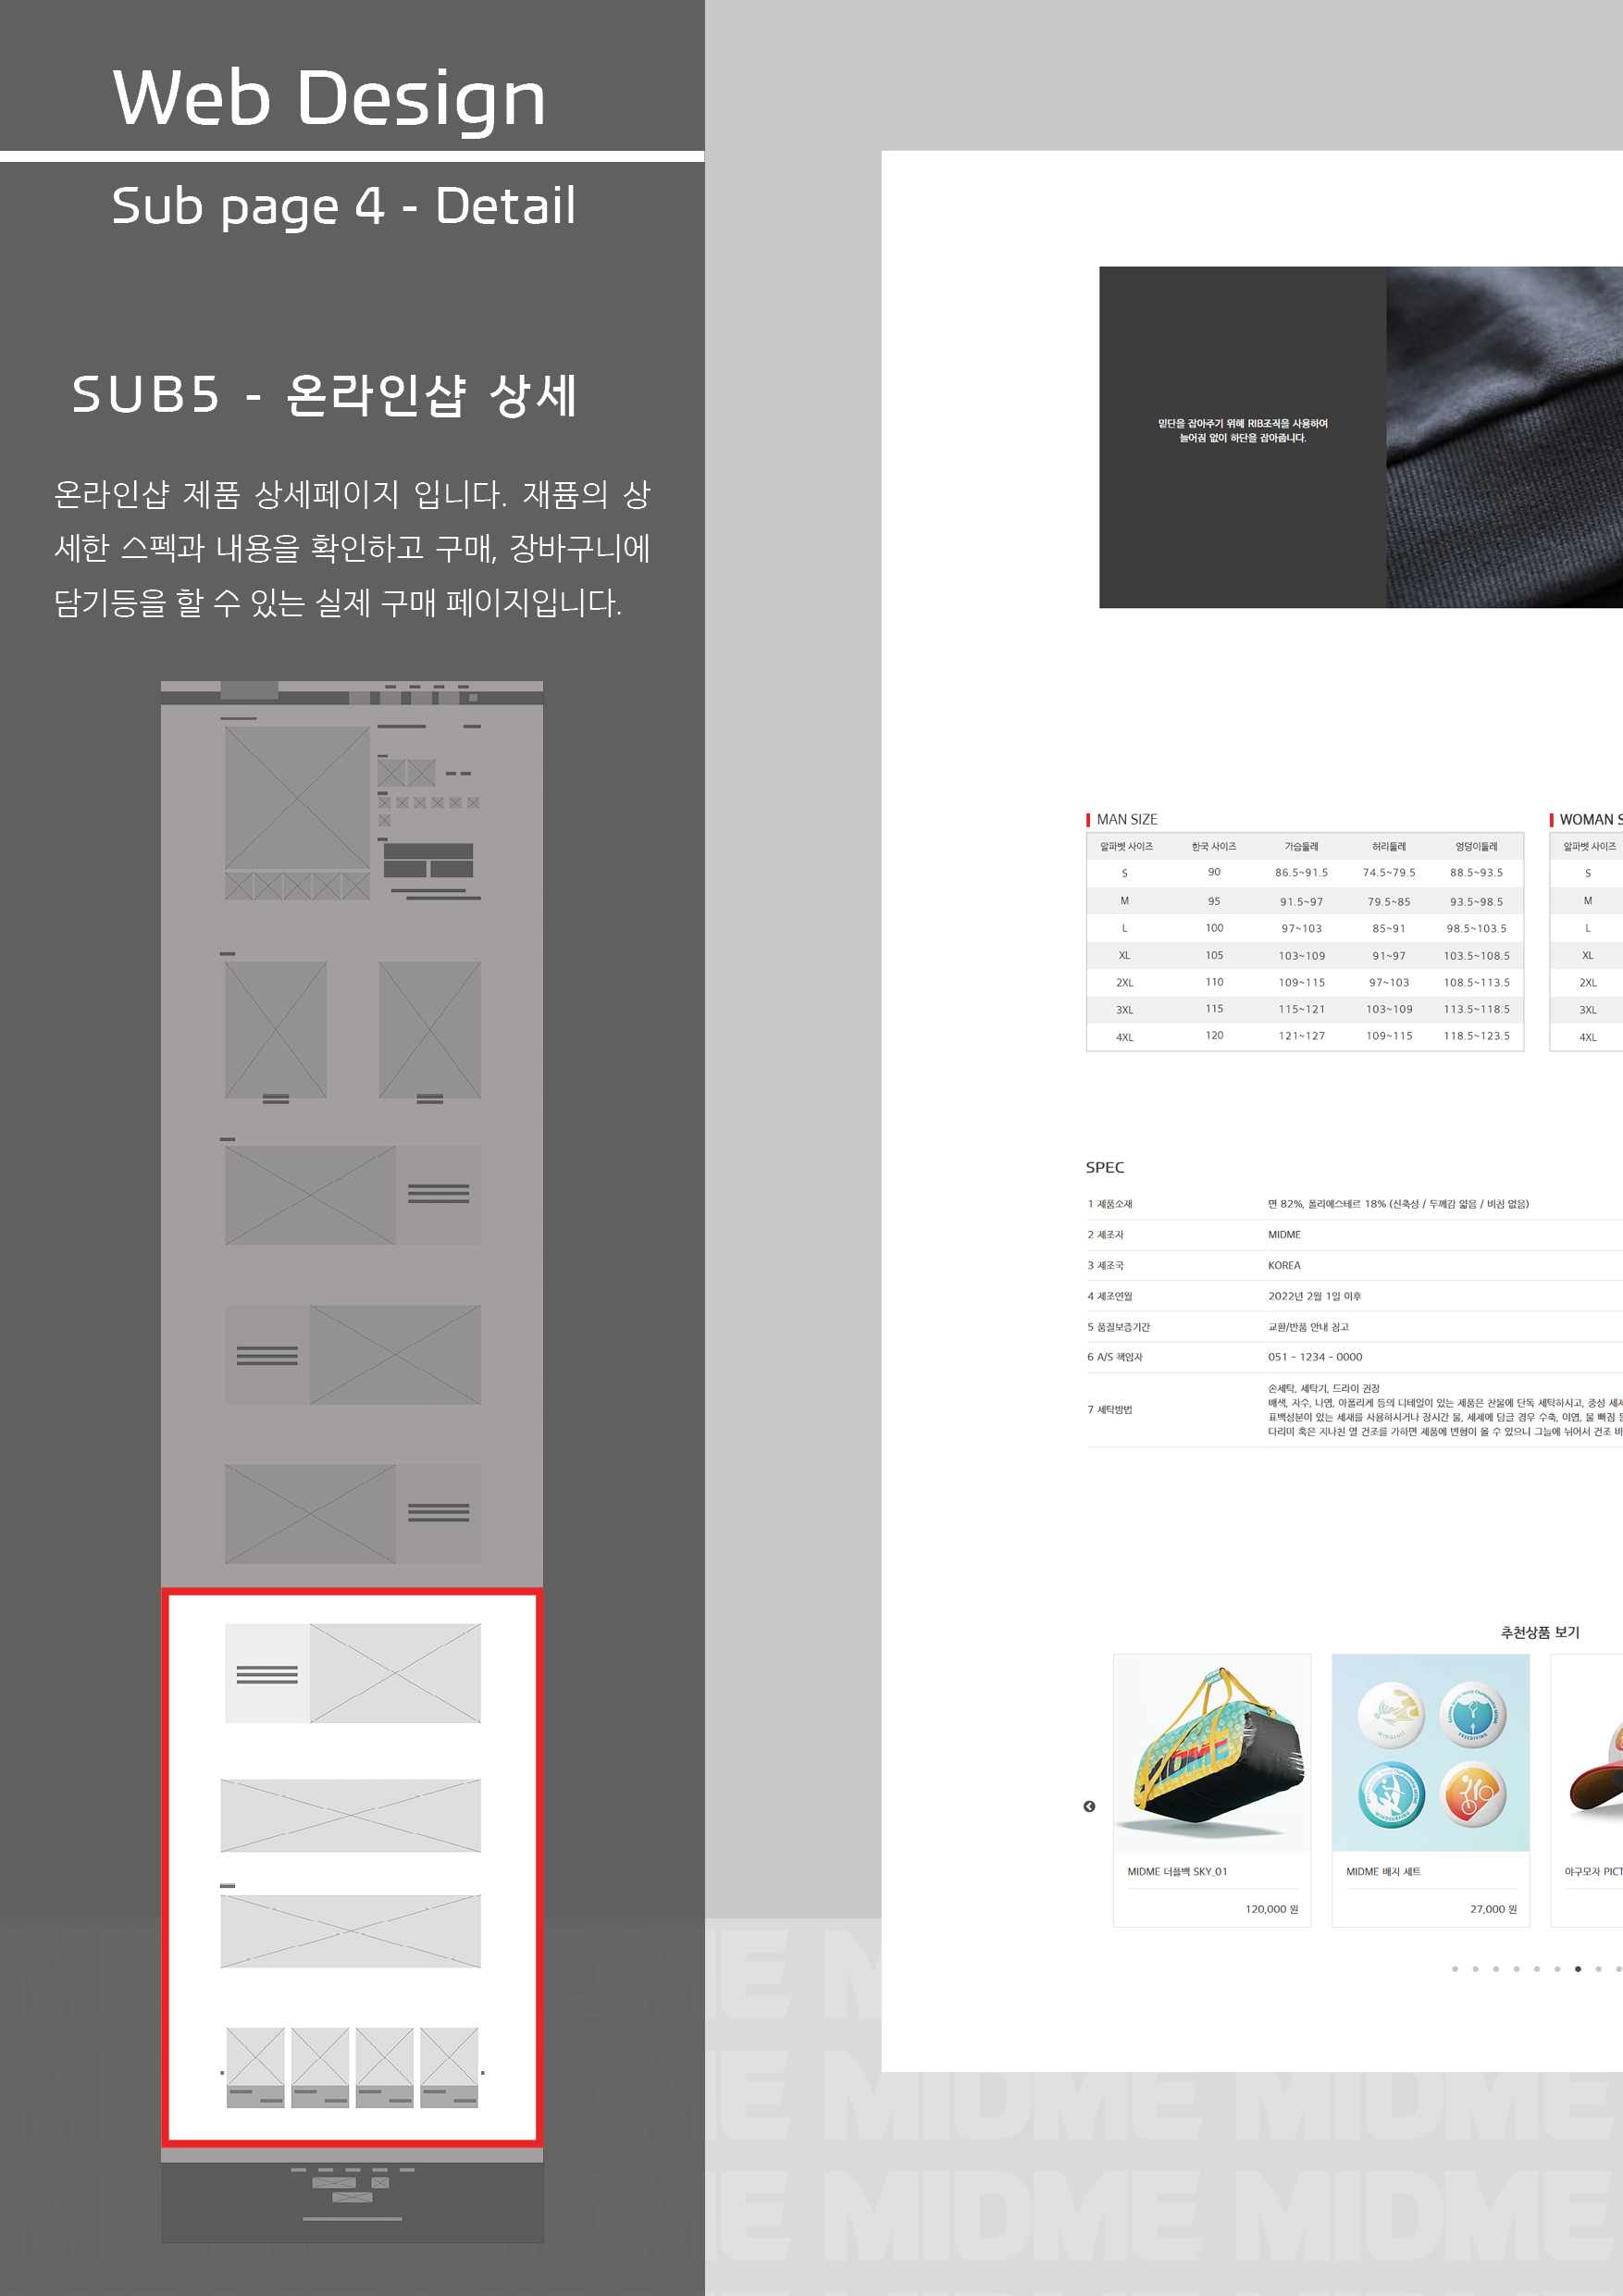 Web Design
Sub page 4 - Detail
SUB5 - 온라인샵 상세
온라인샵 제품 상세페이지 입니다. 재품의 상
세한 스펙과 내용을 확인하고 구매, 장바구니에
담기등을 할 수 있는 실제 구매 페이지입니다.
밑단을 잡아주기 위해 RIB조직을 사용하여
늘어짐 없이 하단을 잡아줍니다.
MAN SIZE
알파벳 사이즈 한국 사이즈 가슴둘레 허리둘레 엉덩이둘레
S 90 86.5~91.5 74.5~79.5 88.5~93.5
M 95 91.5~97 79.5~85 93.5~98.5
L 100 97~103 85~91 98.5~103.5
XL 105 103~109 91~97 103.5~108.5
2XL 110 109~115 97~103 108.5~113.5
3XL 115 115~121 103~109 113.5~118.5
4XL 120 121~127 109~115 118.5~123.5
WOMAN S
알파벳 사이즈
S
M
L
XL
2XL
3XL
4XL
SPEC
1 제품소재 면 82%, 폴리에스테르 18% (신축성 / 두께감 얇음 / 비침 없음)
2 제조자 MIDME
3 제조국 KOREA
4 제조연월 2022년 2월 1일 이후
5 품질보증기간 교환/반품 안내 참고
6 A/S 책임자 051 - 1234 - 0000
7 세탁방법
손세탁, 세탁기, 드라이 권장
배색, 자수, 나염, 아플리케 등의 디테일이 있는 제품은 찬물에 단독 세탁하시고, 중성 세
표백성분이 있는 세재를 사용하시거나 장시간 물, 세제에 담글 경우 수축, 이염, 물 빠짐
다리미 혹은 지나친 열 건조를 가하면 제품에 변형이 올 수 있으니 그늘에 뉘어서 건조 바
추천상품 보기
MIDME
WINGSUIT
FREEDIVING
WINDSURFING
MIDME 더플백 SKY_01
120,000 원
MIDME 배지 세트
27,000 원
야구모자 PICT
MIDME MIDME MIDME MIDME